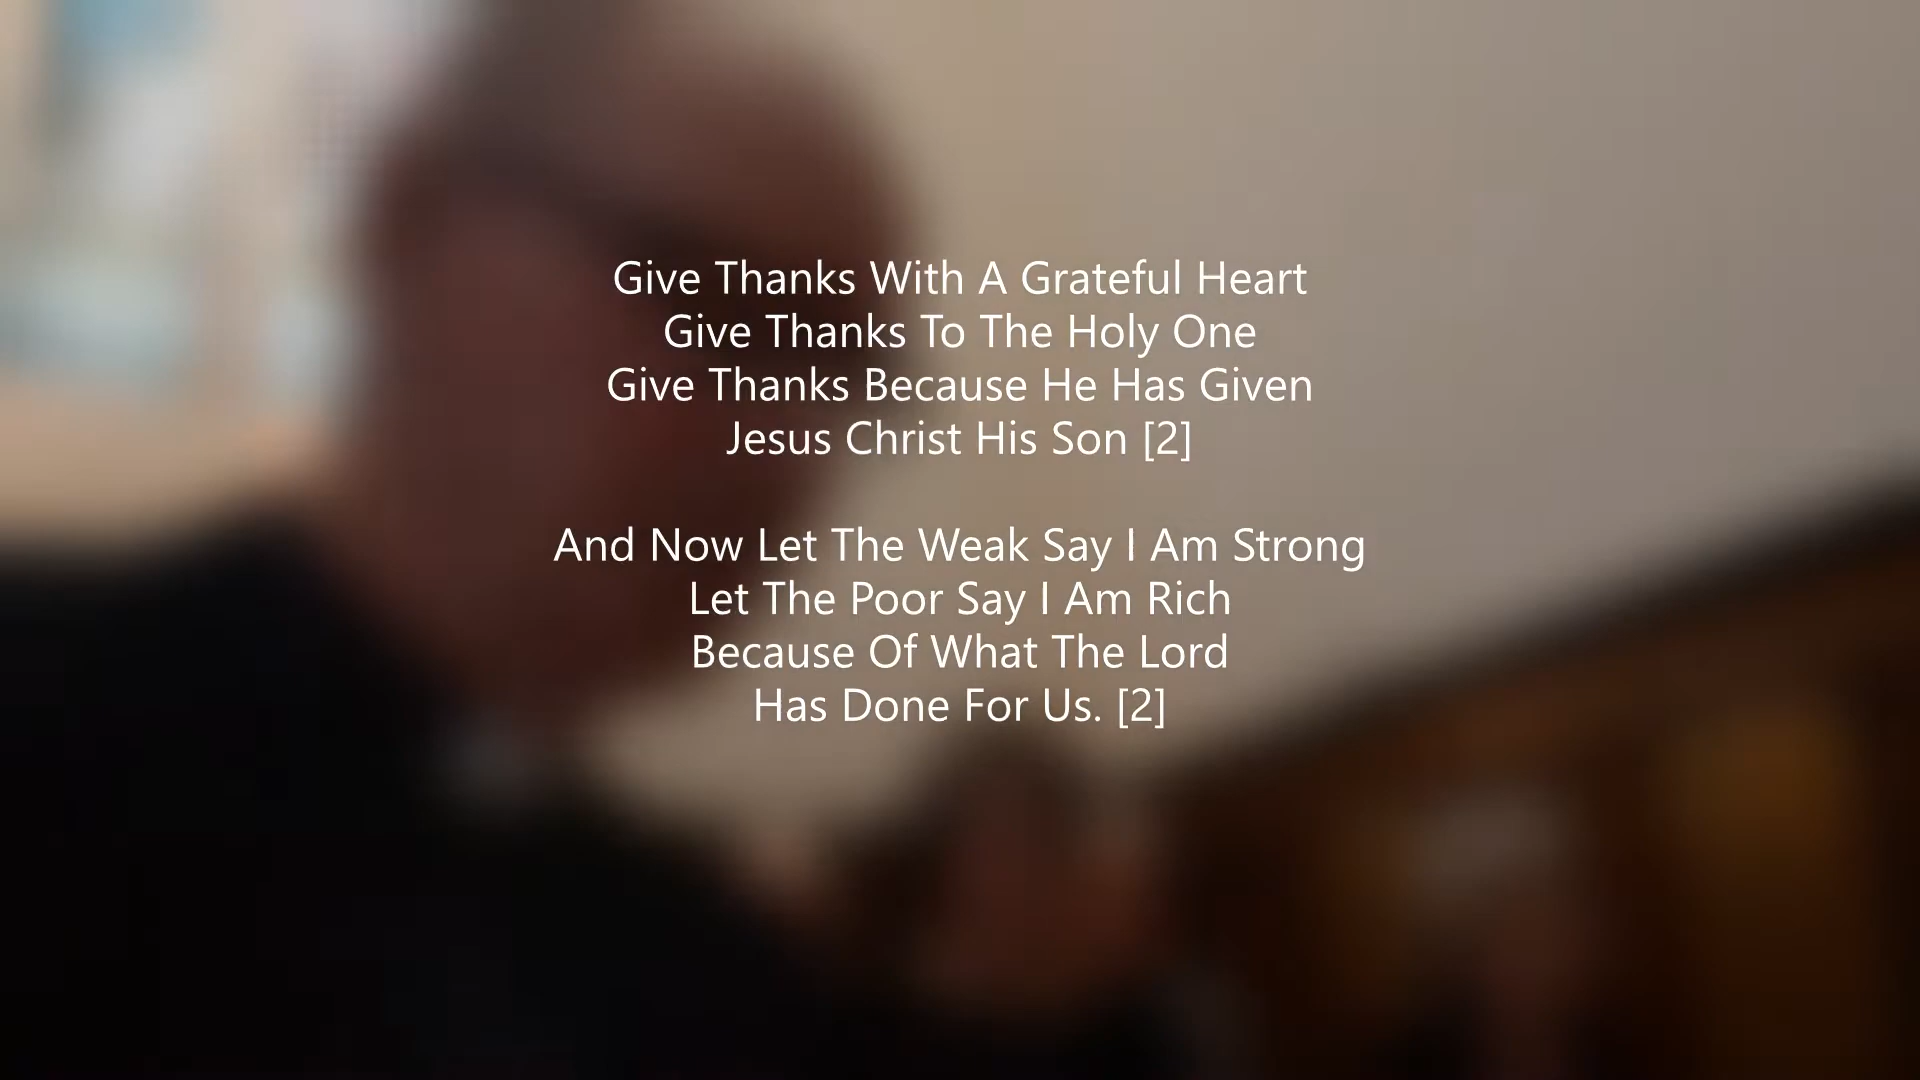 Give Thanks With A Grateful Heart
Give Thanks To The Holy One
Give Thanks Because He Has Given
Jesus Christ His Son [2]
And Now Let The Weak Say I Am Strong
Let The Poor Say I Am Rich
Because Of What The Lord
Has Done For Us. [2]